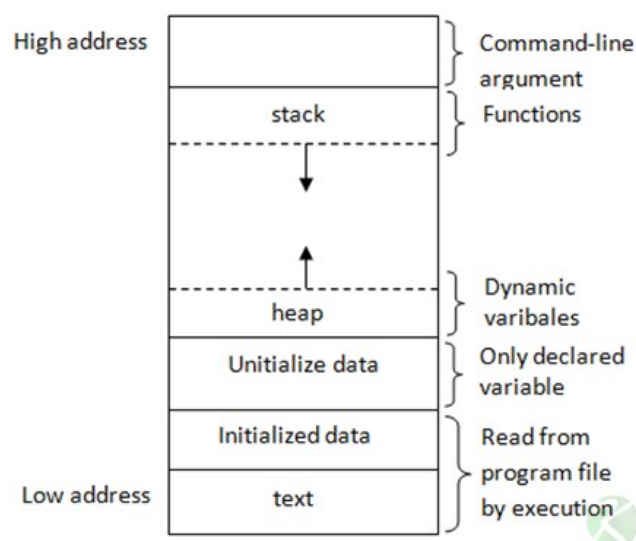 High address
Command-line
argument
stack
Functions
heap
Dynamic
varibales
Unitialize data
Only declared
variable
Initialized data
Read from
program file
by execution
Low address
text